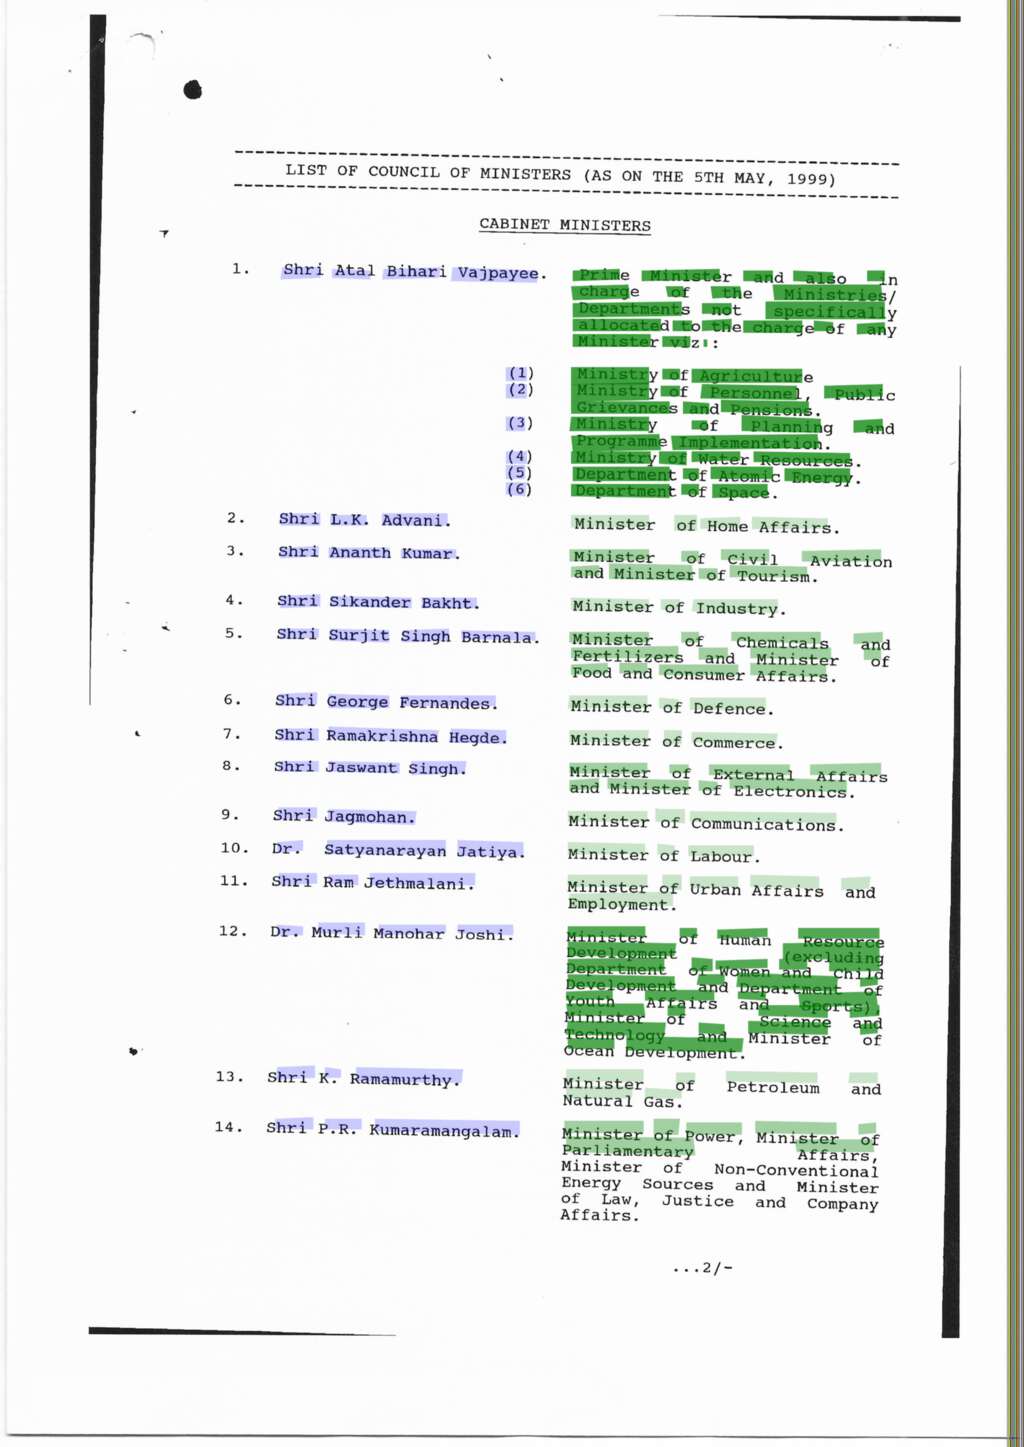 LIST OF COUNCIL OF MINISTERS (AS ON THE 5TH MAY, 1999)
CABINET MINISTERS
1. Shri Atal Bihari Vajpayee. Prime Minister and also in
charge of the Ministries/
Departments not specifically
allocated to the charge of any
Minister viz.:
(1) Ministry of Agriculture
(2) Ministry of Personnel, Public
Grievances and Pensions.
(3) Ministry of Planning and
Programme Implementation.
(4) Ministry of Water Resources.
(5) Department of Atomic Energy.
(6) Department of Space.
2. Shri L.K. Advani. Minister of Home Affairs.
3. Shri Ananth Kumar. Minister of Civil Aviation
and Minister of Tourism.
4. Shri Sikander Bakht. Minister of Industry.
5. Shri Surjit Singh Barnala. Minister of Chemicals and
Fertilizers and Minister of
Food and Consumer Affairs.
6. Shri George Fernandes. Minister of Defence.
7. Shri Ramakrishna Hegde. Minister of Commerce.
8. Shri Jaswant Singh. Minister of External Affairs
and Minister of Electronics.
9. Shri Jagmohan. Minister of Communications.
10. Dr. Satyanarayan Jatiya. Minister of Labour.
11. Shri Ram Jethmalani. Minister of Urban Affairs and
Employment.
12. Dr. Murli Manohar Joshi. Minister of Human Resource
Development (excluding
Department of Women and Child
Development and Department of
Youth Affairs and Sports),
Minister of Science and
Technology and Minister of
Ocean Development.
13. Shri K. Ramamurthy. Minister of Petroleum and
Natural Gas.
14. Shri P.R. Kumaramangalam. Minister of Power, Minister of
Parliamentary Affairs,
Minister of Non-Conventional
Energy Sources and Minister
of Law, Justice and Company
Affairs.
...2/-